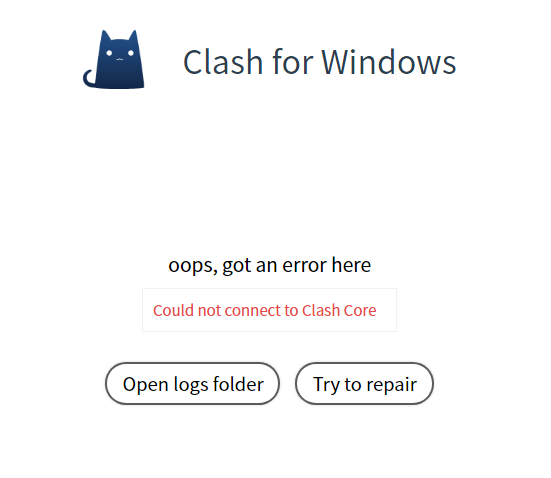 Clash for Windows
oops, got an error here
Could not connect to Clash Core
Open logs folder
Try to repair